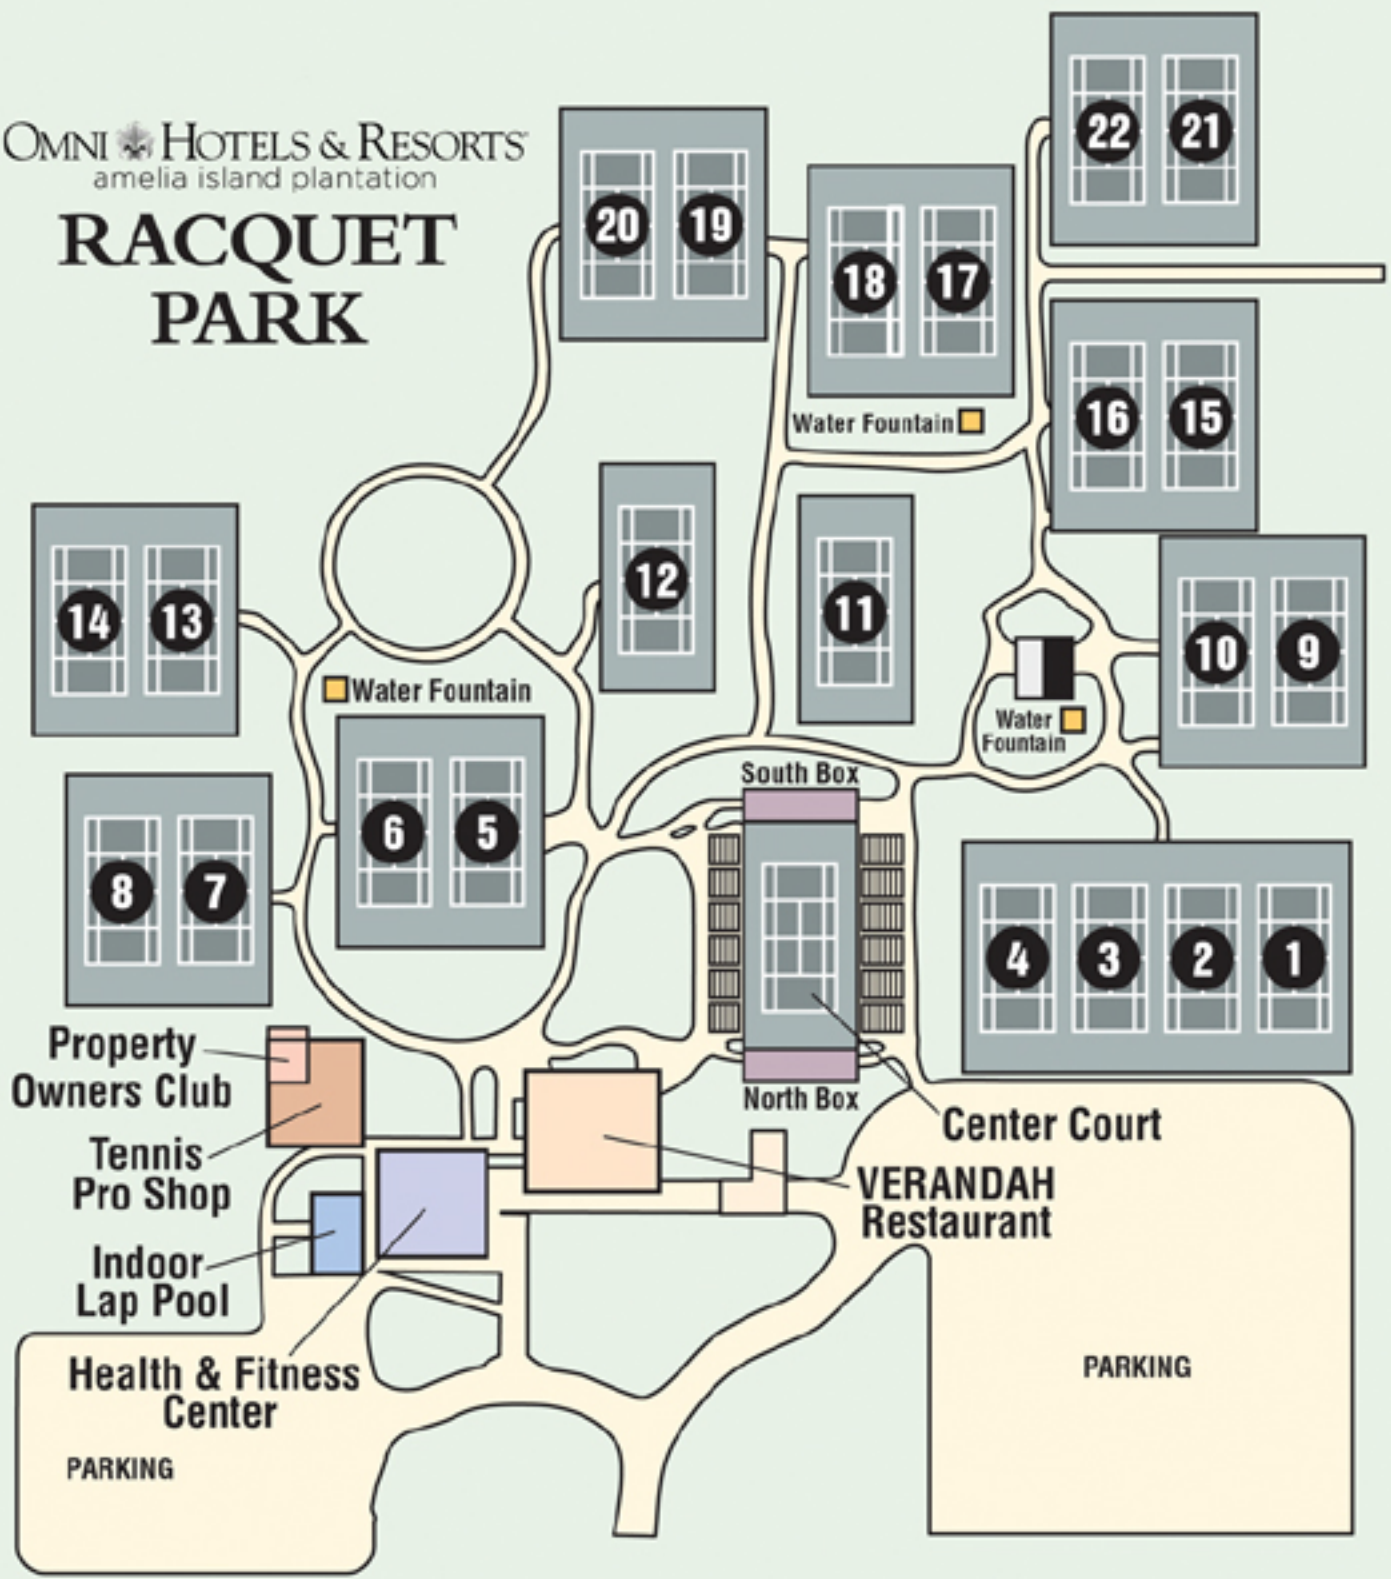 OMNI HOTELS & RESORTS
amelia island plantation
RACQUET
PARK
22 21
20 19
18 17
Water Fountain
16 15
14 13
12
11
10 9
Water Fountain
Water
Fountain
South Box
6 5
8 7
4 3 2 1
Property
Owners Club
North Box
Center Court
Tennis
Pro Shop
VERANDAH
Restaurant
Indoor
Lap Pool
Health & Fitness
Center
PARKING
PARKING